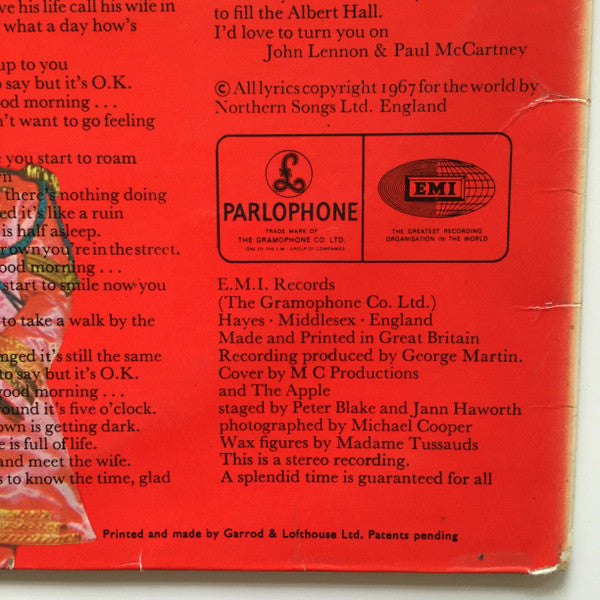 ve his life call his wife in
what a day how's
up to you
o say but it's O.K.
ood morning . . .
n't want to go feeling
e you start to roam
wn
there's nothing doing
ed it's like a ruin
is half asleep.
r own you're in the street.
ood morning . . .
start to smile now you
to take a walk by the
nged it's still the same
to say but it's O.K.
good morning . . .
ound it's five o'clock.
own is getting dark.
e is full of life.
and meet the wife.
s to know the time, glad
to fill the Albert Hall.
I'd love to turn you on
John Lennon & Paul McCartney
© All lyrics copyright 1967 for the world by
Northern Songs Ltd. England
£
PARLOPHONE
TRADE MARK OF
THE GRAMOPHONE CO. LTD.
ONE OF THE E.M.I. GROUP OF COMPANIES
EMI
THE GREATEST RECORDING
ORGANISATION IN THE WORLD
E.M.I. Records
(The Gramophone Co. Ltd.)
Hayes · Middlesex · England
Made and Printed in Great Britain
Recording produced by George Martin.
Cover by M C Productions
and The Apple
staged by Peter Blake and Jann Haworth
photographed by Michael Cooper
Wax figures by Madame Tussauds
This is a stereo recording.
A splendid time is guaranteed for all
Printed and made by Garrod & Lofthouse Ltd. Patents pending